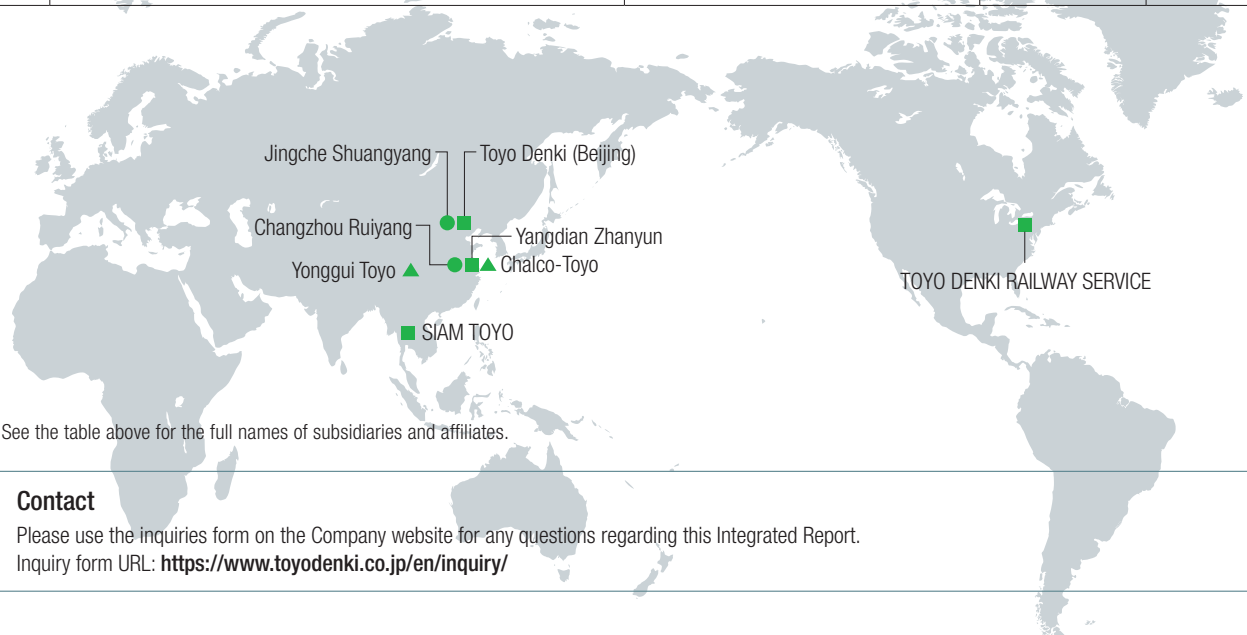 Jingche Shuangyang
Toyo Denki (Beijing)
Changzhou Ruiyang
Yangdian Zhanyun
Yonggui Toyo
Chalco-Toyo
TOYO DENKI RAILWAY SERVICE
SIAM TOYO
See the table above for the full names of subsidiaries and affiliates.
Contact
Please use the inquiries form on the Company website for any questions regarding this Integrated Report.
Inquiry form URL: https://www.toyodenki.co.jp/en/inquiry/